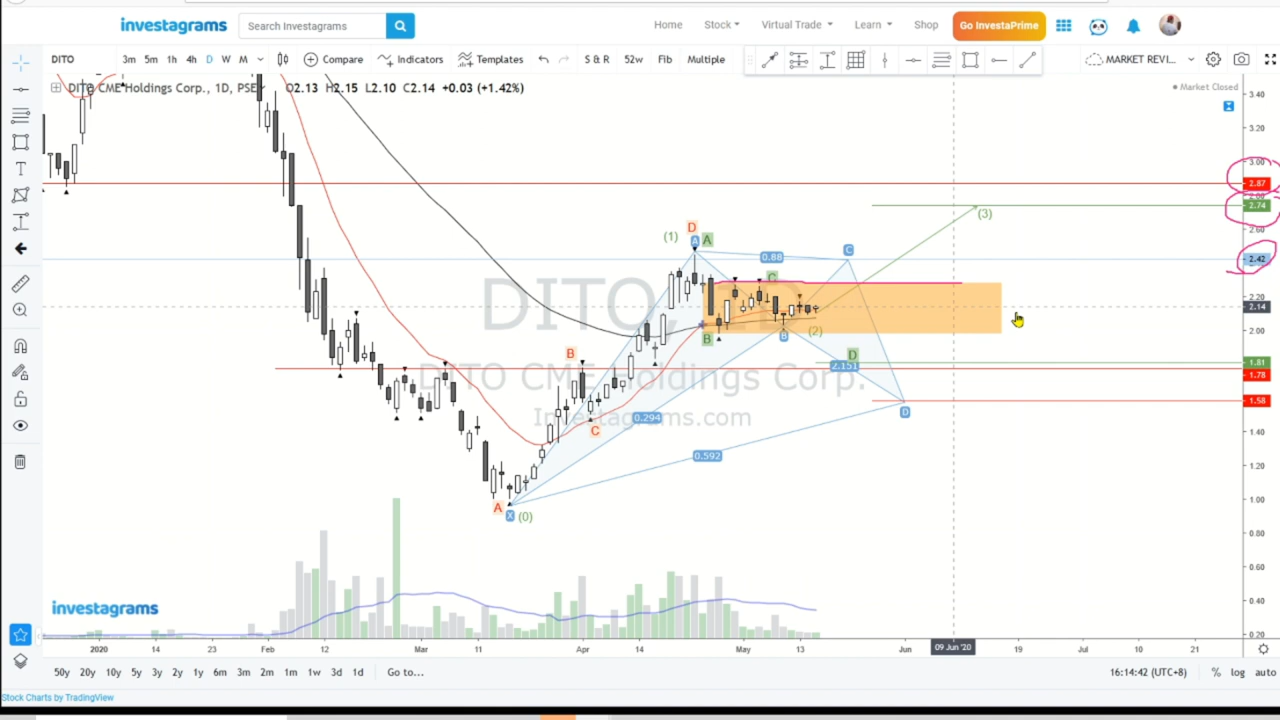 investagrams
Search Investagrams
Home Stock Virtual Trade Learn Shop Go InvestaPrime
DITO 3m 5m 1h 4h D W M Compare Indicators Templates S & R 52w Fib Multiple MARKET REVI...
DITO CME Holdings Corp., 1D, PSE O2.13 H2.15 L2.10 C2.14 +0.03 (+1.42%)
Market Closed
3.40
3.20
3.00
2.87
2.74
2.60
2.42
2.20
2.14
2.00
1.81
1.78
1.58
1.40
1.20
1.00
0.80
0.60
0.40
0.20
(3)
D
(1) A A
C
0.88
C
DITO, 1D
DITO CME Holdings Corp.
Investagrams.com
(2)
B B
D
2.151
B
0.294
D
C
0.592
A
X (0)
investagrams
2020 14 23 Feb 12 Mar 11 Apr 14 May 13 Jun 09 Jun '20 19 Jul 10 21
50y 20y 10y 5y 3y 2y 1y 6m 3m 2m 1m 1w 3d 1d Go to... 16:14:42 (UTC+8) % log auto
Stock Charts by TradingView